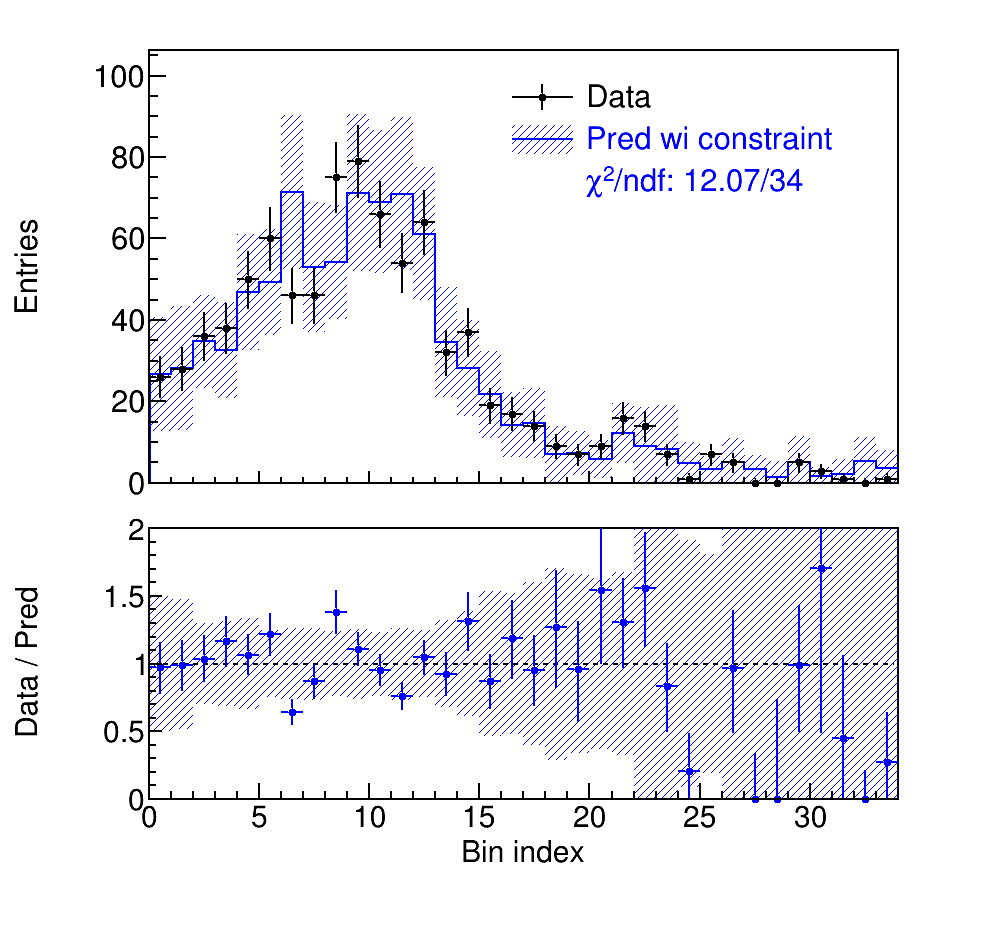 100
80
60
40
20
0
Entries
Data
Pred wi constraint
χ²/ndf: 12.07/34
2
1.5
1
0.5
0
Data / Pred
0 5 10 15 20 25 30
Bin index